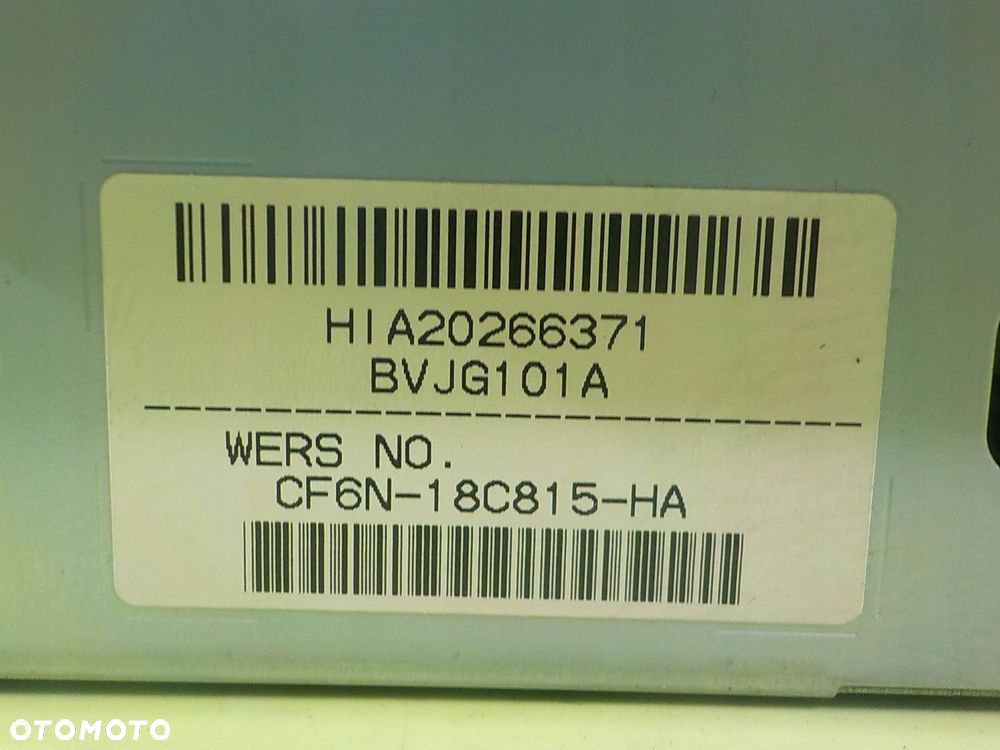 HIA20266371
BVJG101A
WERS NO.
CF6N-18C815-HA
OTOMOTO